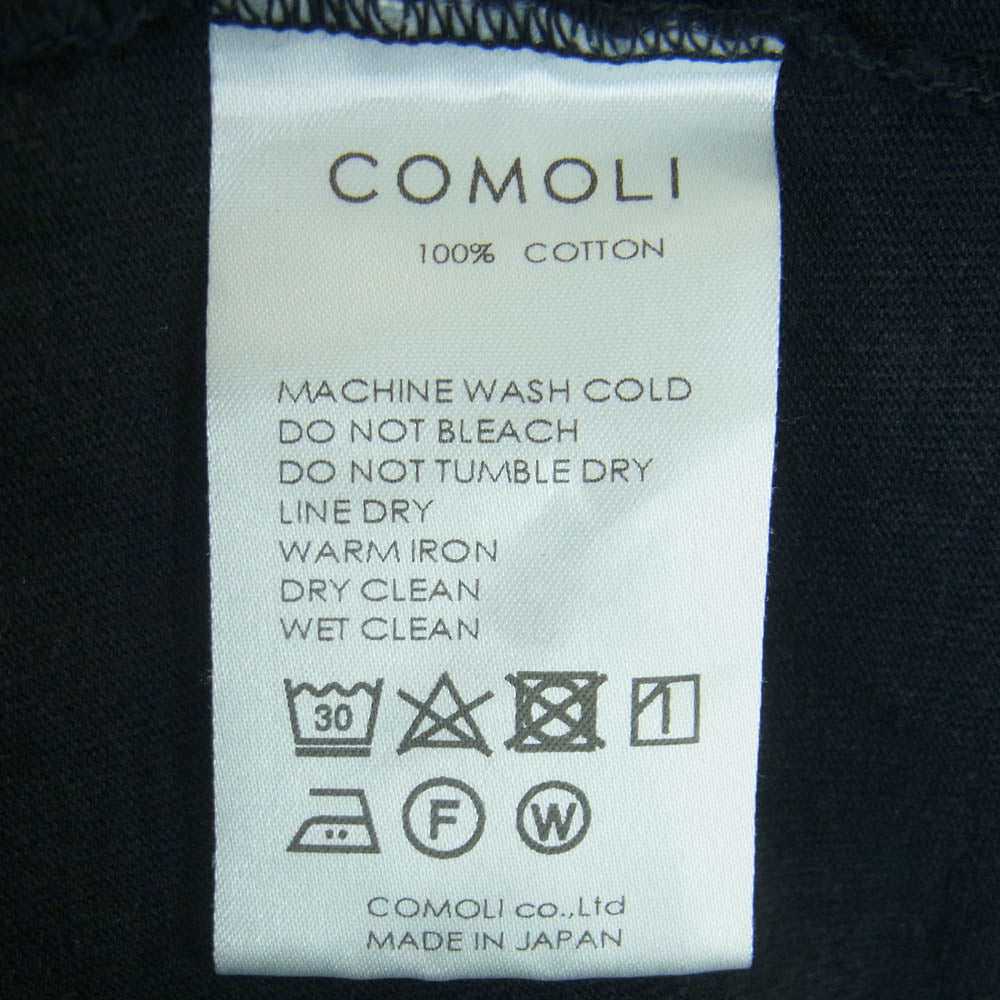 COMOLI
100% COTTON
MACHINE WASH COLD
DO NOT BLEACH
DO NOT TUMBLE DRY
LINE DRY
WARM IRON
DRY CLEAN
WET CLEAN
30
F W
COMOLI co.,Ltd
MADE IN JAPAN